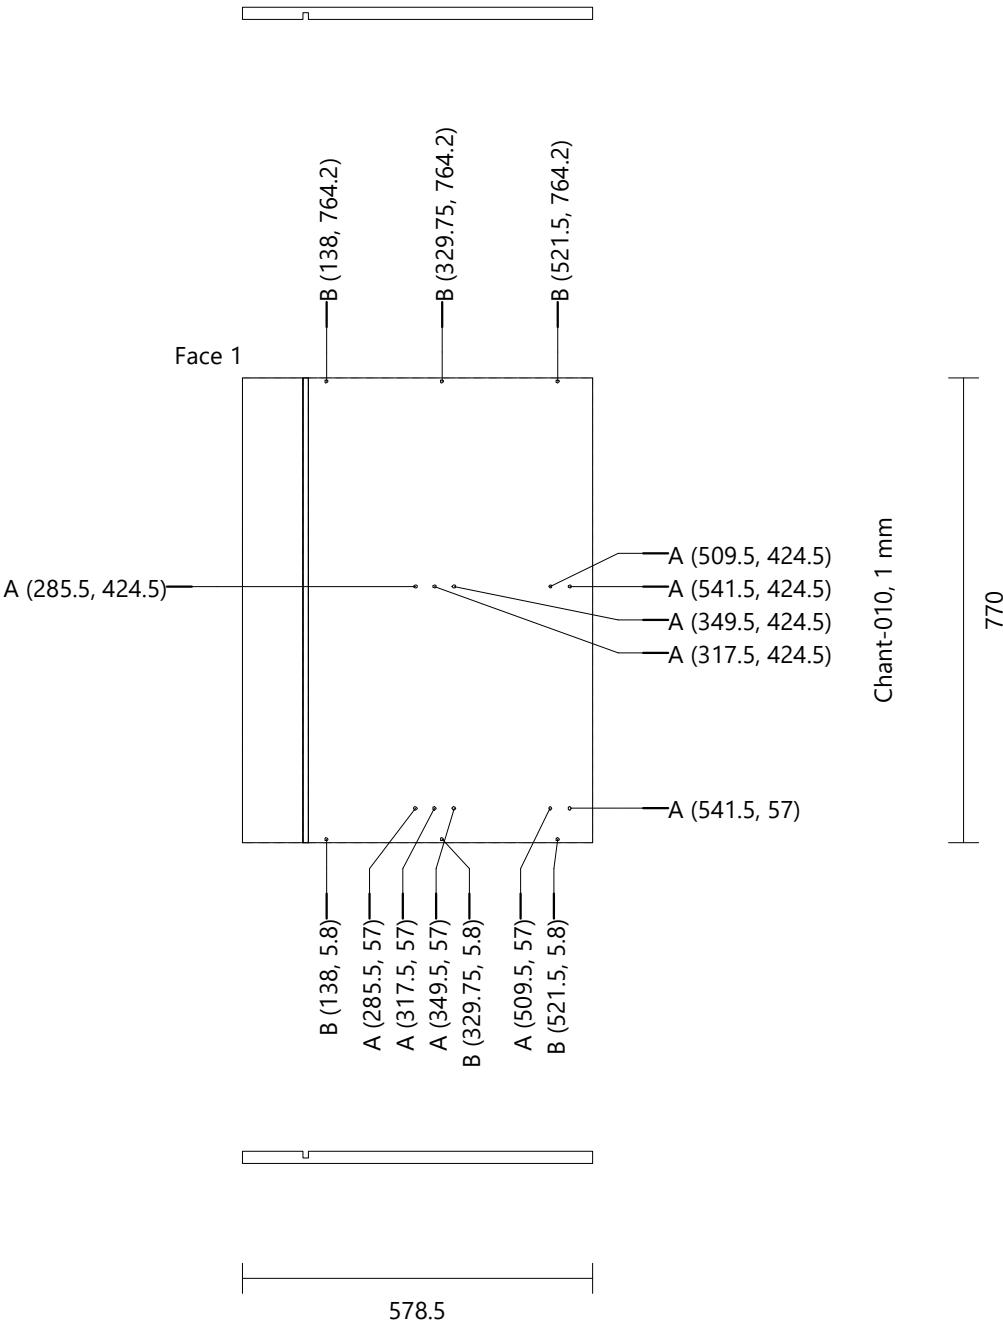 B (138, 764.2)
B (329.75, 764.2)
B (521.5, 764.2)
Face 1
A (285.5, 424.5)
A (509.5, 424.5)
A (541.5, 424.5)
A (349.5, 424.5)
A (317.5, 424.5)
Chant-010, 1 mm
770
A (541.5, 57)
B (138, 5.8)
A (285.5, 57)
A (317.5, 57)
A (349.5, 57)
B (329.75, 5.8)
A (509.5, 57)
B (521.5, 5.8)
578.5